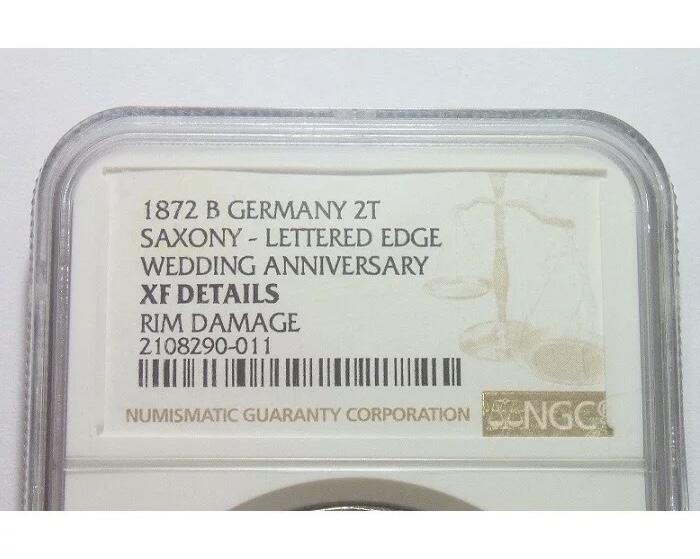 1872 B GERMANY 2T
SAXONY - LETTERED EDGE
WEDDING ANNIVERSARY
XF DETAILS
RIM DAMAGE
2108290-011
NUMISMATIC GUARANTY CORPORATION
NGC